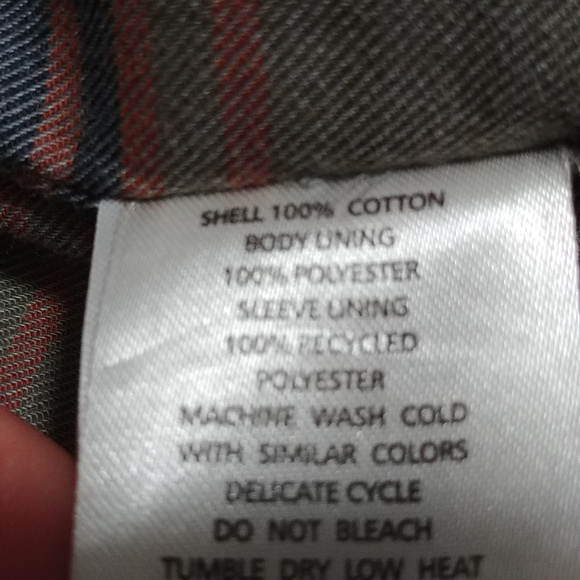 SHELL 100% COTTON
BODY LINING
100% POLYESTER
SLEEVE LINING
100% RECYCLED
POLYESTER
MACHINE WASH COLD
WITH SIMILAR COLORS
DELICATE CYCLE
DO NOT BLEACH
TUMBLE DRY LOW HEAT